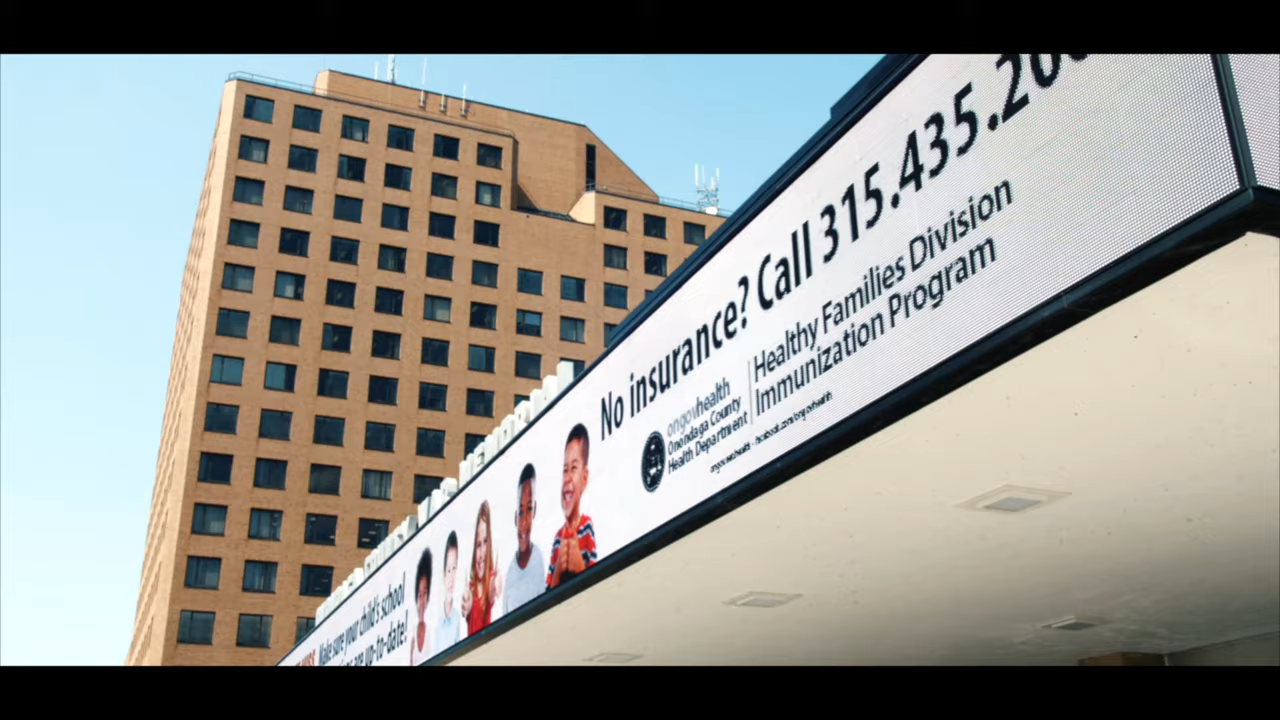 Make sure your child's school
are up-to-date!
No insurance? Call 315.435.20
ongovhealth
Onondaga County
Health Department
Healthy Families Division
Immunization Program